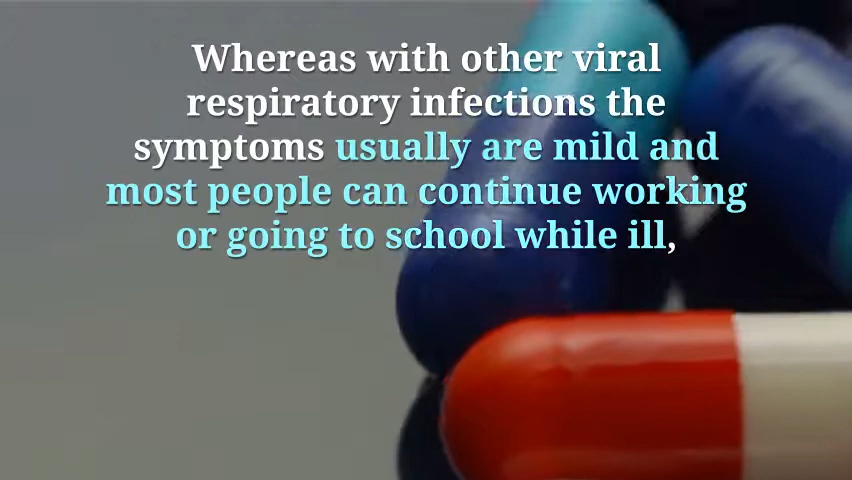 Whereas with other viral
respiratory infections the
symptoms usually are mild and
most people can continue working
or going to school while ill,